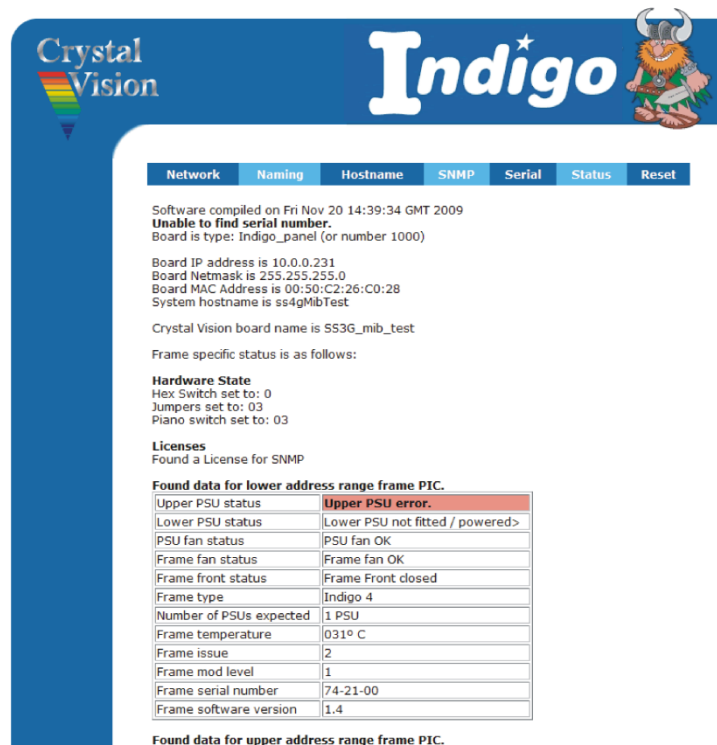 Crystal
Vision
Indigo
Network Naming Hostname SNMP Serial Status Reset
Software compiled on Fri Nov 20 14:39:34 GMT 2009
Unable to find serial number.
Board is type: Indigo_panel (or number 1000)
Board IP address is 10.0.0.231
Board Netmask is 255.255.255.0
Board MAC Address is 00:50:C2:26:C0:28
System hostname is ss4gMibTest
Crystal Vision board name is SS3G_mib_test
Frame specific status is as follows:
Hardware State
Hex Switch set to: 0
Jumpers set to: 03
Piano switch set to: 03
Licenses
Found a License for SNMP
Found data for lower address range frame PIC.
Upper PSU status Upper PSU error.
Lower PSU status Lower PSU not fitted / powered>
PSU fan status PSU fan OK
Frame fan status Frame fan OK
Frame front status Frame Front closed
Frame type Indigo 4
Number of PSUs expected 1 PSU
Frame temperature 031º C
Frame issue 2
Frame mod level 1
Frame serial number 74-21-00
Frame software version 1.4
Found data for upper address range frame PIC.